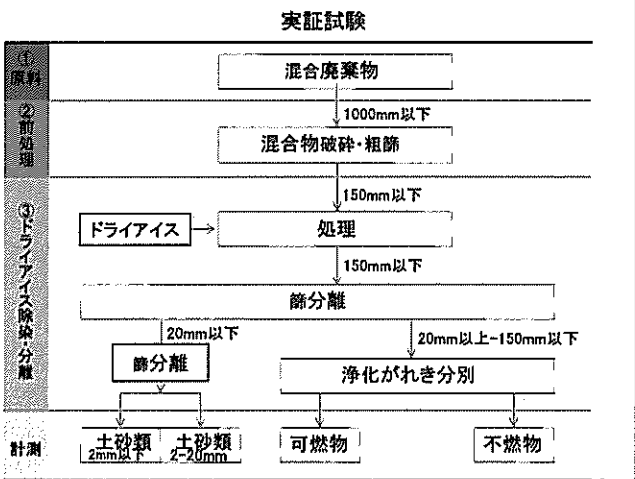 実証試験
①
原料
混合廃棄物
1000mm以下
②前処理
混合物破砕・粗篩
150mm以下
③ドライアイス除染・分離
ドライアイス
処理
150mm以下
篩分離
20mm以下
20mm以上-150mm以下
篩分離
浄化がれき分別
計測
土砂類
2mm以下
土砂類
2-20mm
可燃物
不燃物